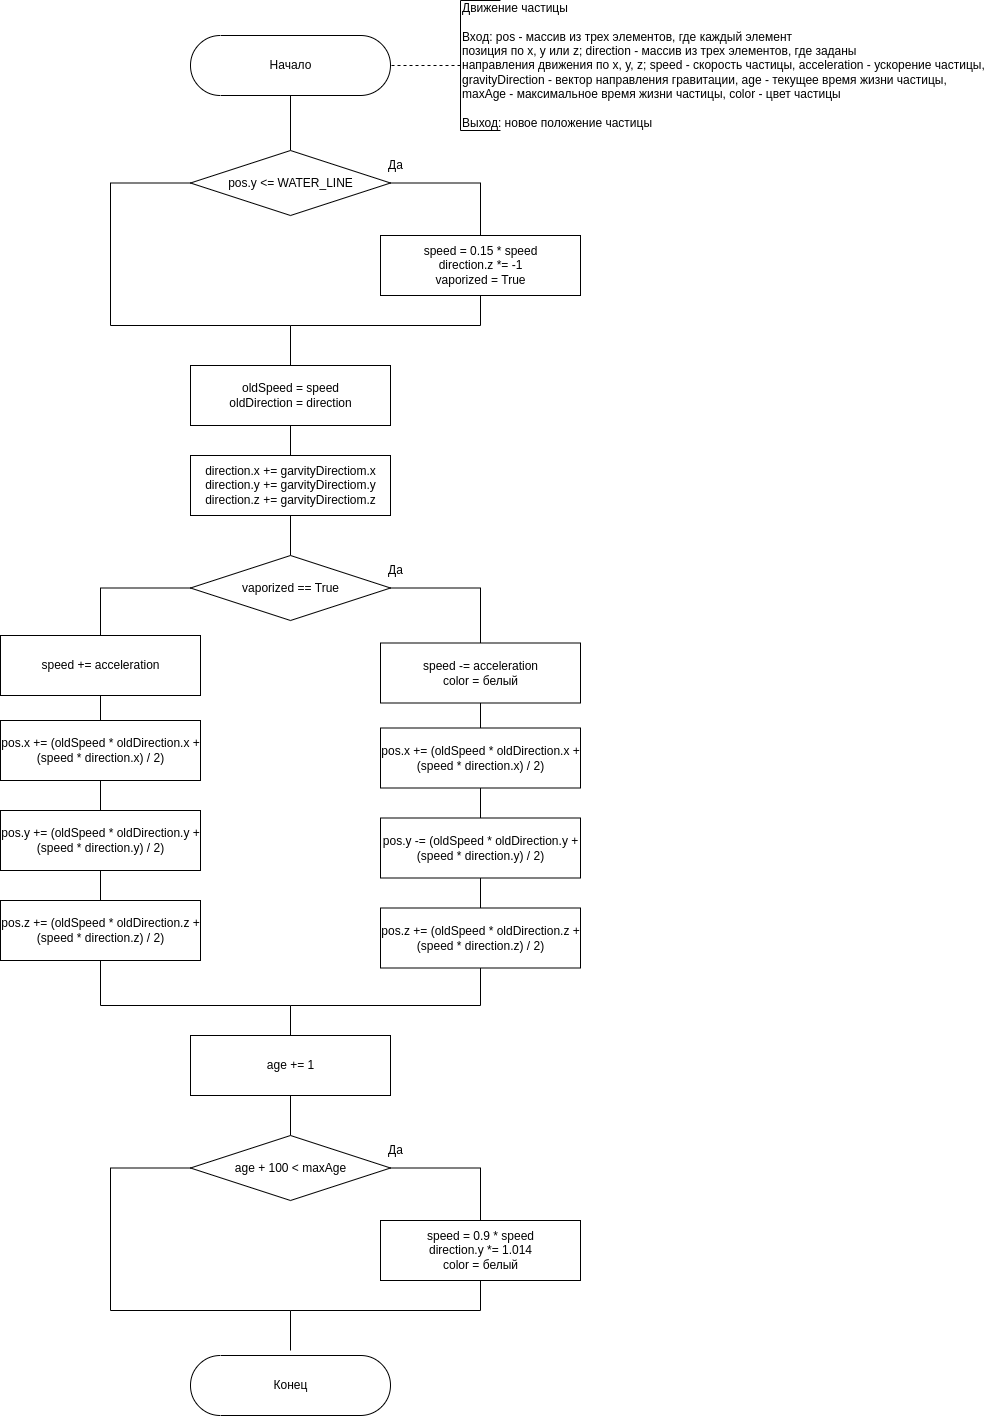 Движение частицы
Вход: pos - массив из трех элементов, где каждый элемент
позиция по x, y или z; direction - массив из трех элементов, где заданы
направления движения по x, y, z; speed - скорость частицы, acceleration - ускорение частицы,
gravityDirection - вектор направления гравитации, age - текущее время жизни частицы,
maxAge - максимальное время жизни частицы, color - цвет частицы
Выход: новое положение частицы
Начало
Да
pos.y <= WATER_LINE
speed = 0.15 * speed
direction.z *= -1
vaporized = True
oldSpeed = speed
oldDirection = direction
direction.x += garvityDirectiom.x
direction.y += garvityDirectiom.y
direction.z += garvityDirectiom.z
Да
vaporized == True
speed += acceleration
pos.x += (oldSpeed * oldDirection.x +
(speed * direction.x) / 2)
pos.y += (oldSpeed * oldDirection.y +
(speed * direction.y) / 2)
pos.z += (oldSpeed * oldDirection.z +
(speed * direction.z) / 2)
speed -= acceleration
color = белый
pos.x += (oldSpeed * oldDirection.x +
(speed * direction.x) / 2)
pos.y -= (oldSpeed * oldDirection.y +
(speed * direction.y) / 2)
pos.z += (oldSpeed * oldDirection.z +
(speed * direction.z) / 2)
age += 1
Да
age + 100 < maxAge
speed = 0.9 * speed
direction.y *= 1.014
color = белый
Конец